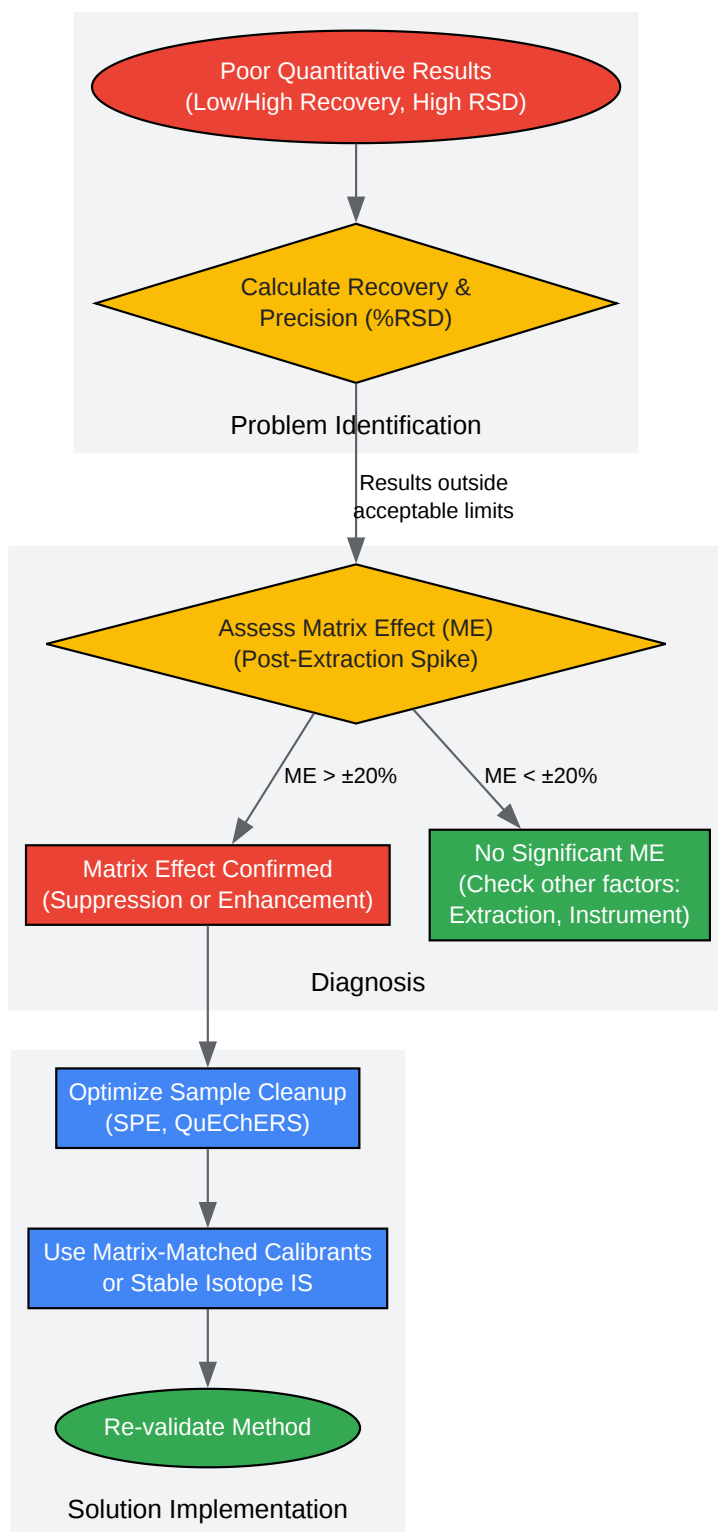 Poor Quantitative Results
(Low/High Recovery, High RSD)
Calculate Recovery &
Precision (%RSD)
Problem Identification
Results outside
acceptable limits
Assess Matrix Effect (ME)
(Post-Extraction Spike)
ME > ±20%
ME < ±20%
Matrix Effect Confirmed
(Suppression or Enhancement)
No Significant ME
(Check other factors:
Extraction, Instrument)
Diagnosis
Optimize Sample Cleanup
(SPE, QuEChERS)
Use Matrix-Matched Calibrants
or Stable Isotope IS
Re-validate Method
Solution Implementation